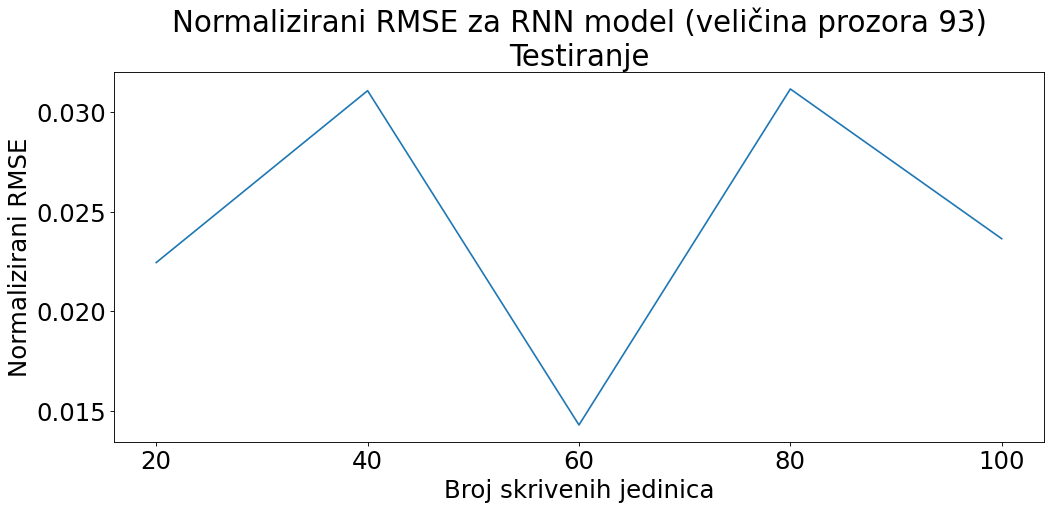 Normalizirani RMSE za RNN model (veličina prozora 93)
Testiranje
Normalizirani RMSE
0.030
0.025
0.020
0.015
20 40 60 80 100
Broj skrivenih jedinica